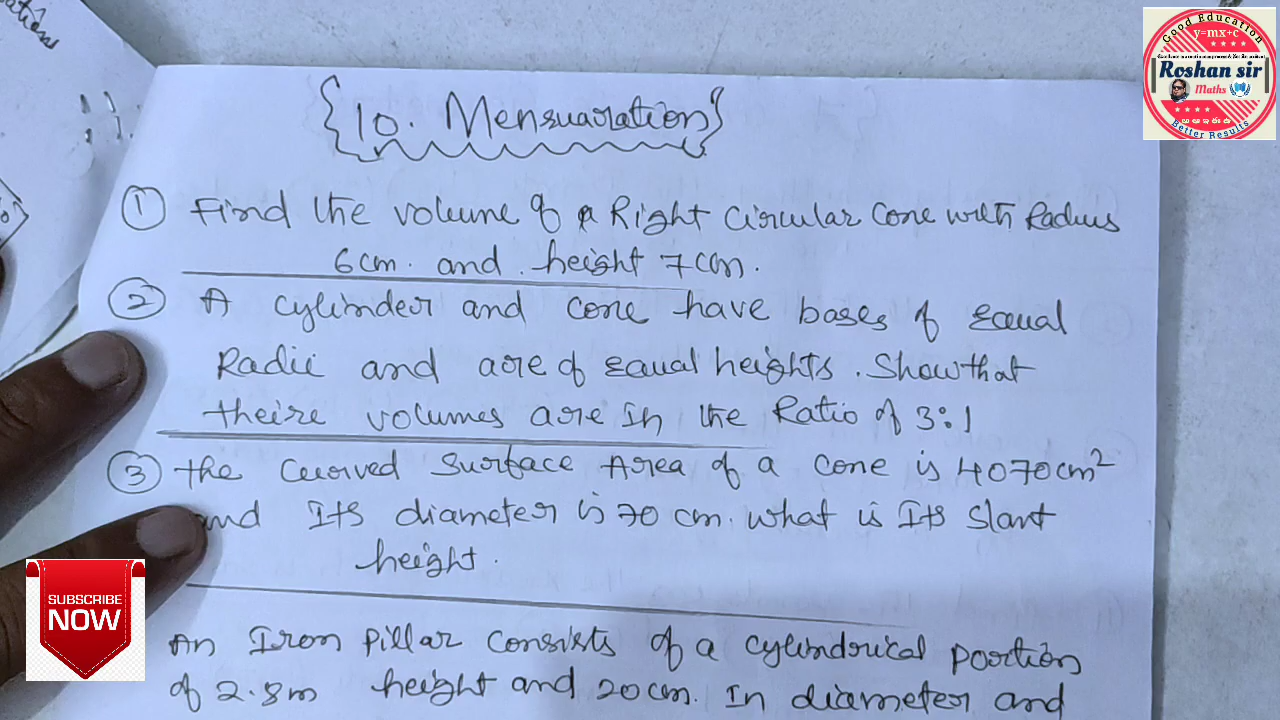 {10. Mensuaration}
① Find the volume of a Right Circular Cone with Radius
6cm. and height 7cm.
② A cylinder and cone have bases of Equal
Radii and are of Equal heights. Show that
theire volumes are In the Ratio of 3:1
③ the Curved Surface Area of a cone is 4070cm²
and Its diameter is 70 cm. what is Its Slant
height.
An Iron Pillar consists of a cylindrical portion
of 2.8m height and 20cm. In diameter and
Good Education
y=mx+c
Roshan sir
Maths
Better Results
SUBSCRIBE
NOW